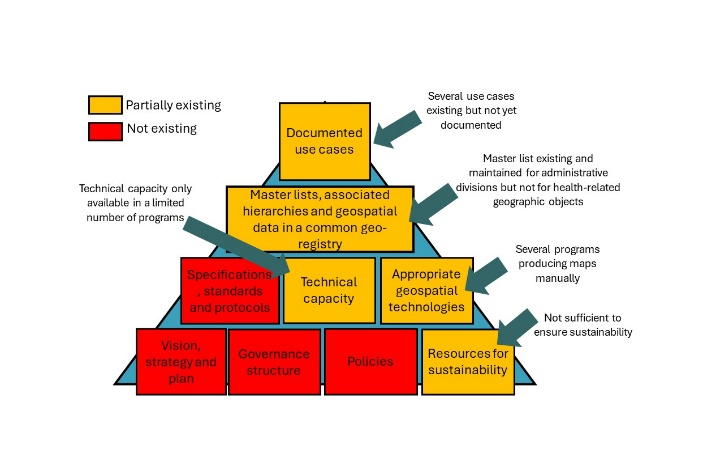 Several use cases
existing but not yet
documented
Partially existing
Not existing
Documented
use cases
Master list existing and
maintained for administrative
divisions but not for health-related
geographic objects
Technical capacity only
available in a limited
number of programs
Master lists, associated
hierarchies and geospatial
data in a common geo-
registry
Several programs
producing maps
manually
Specifications
, standards
and protocols
Technical
capacity
Appropriate
geospatial
technologies
Not sufficient to
ensure sustainability
Vision,
strategy and
plan
Governance
structure
Policies
Resources for
sustainability